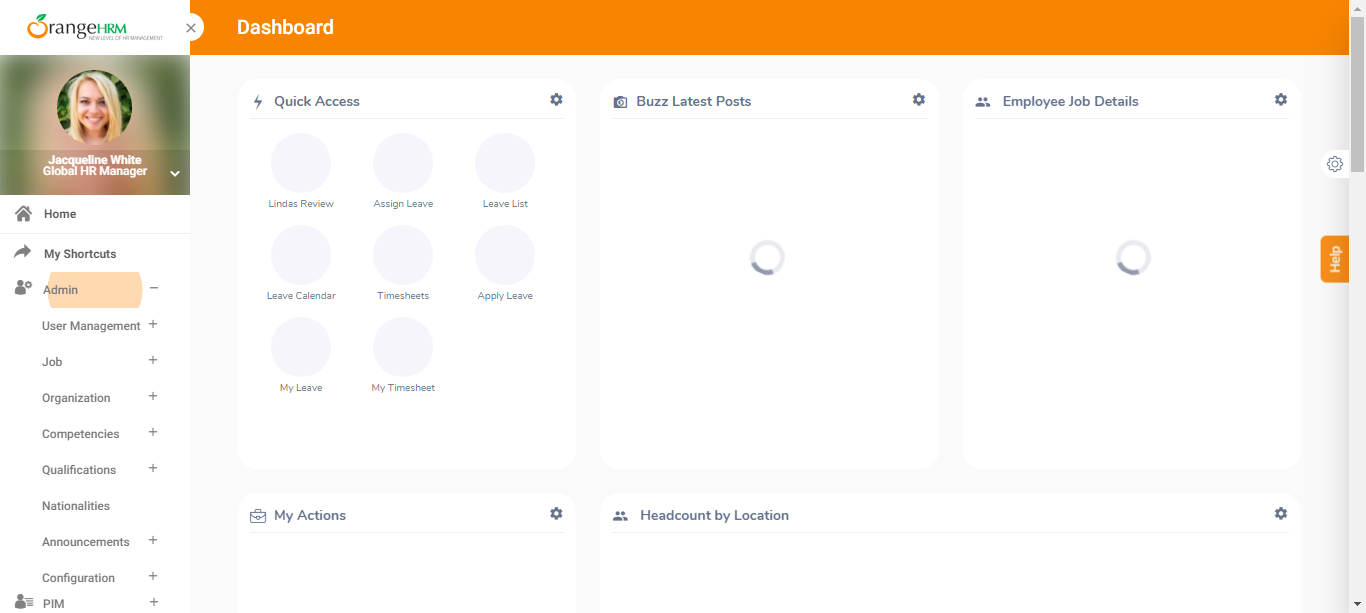 OrangeHRM
NEW LEVEL OF HR MANAGEMENT
Dashboard
Jacqueline White
Global HR Manager
Home
My Shortcuts
Admin
User Management
Job
Organization
Competencies
Qualifications
Nationalities
Announcements
Configuration
PIM
Quick Access
Lindas Review
Assign Leave
Leave List
Leave Calendar
Timesheets
Apply Leave
My Leave
My Timesheet
Buzz Latest Posts
Employee Job Details
My Actions
Headcount by Location
Help